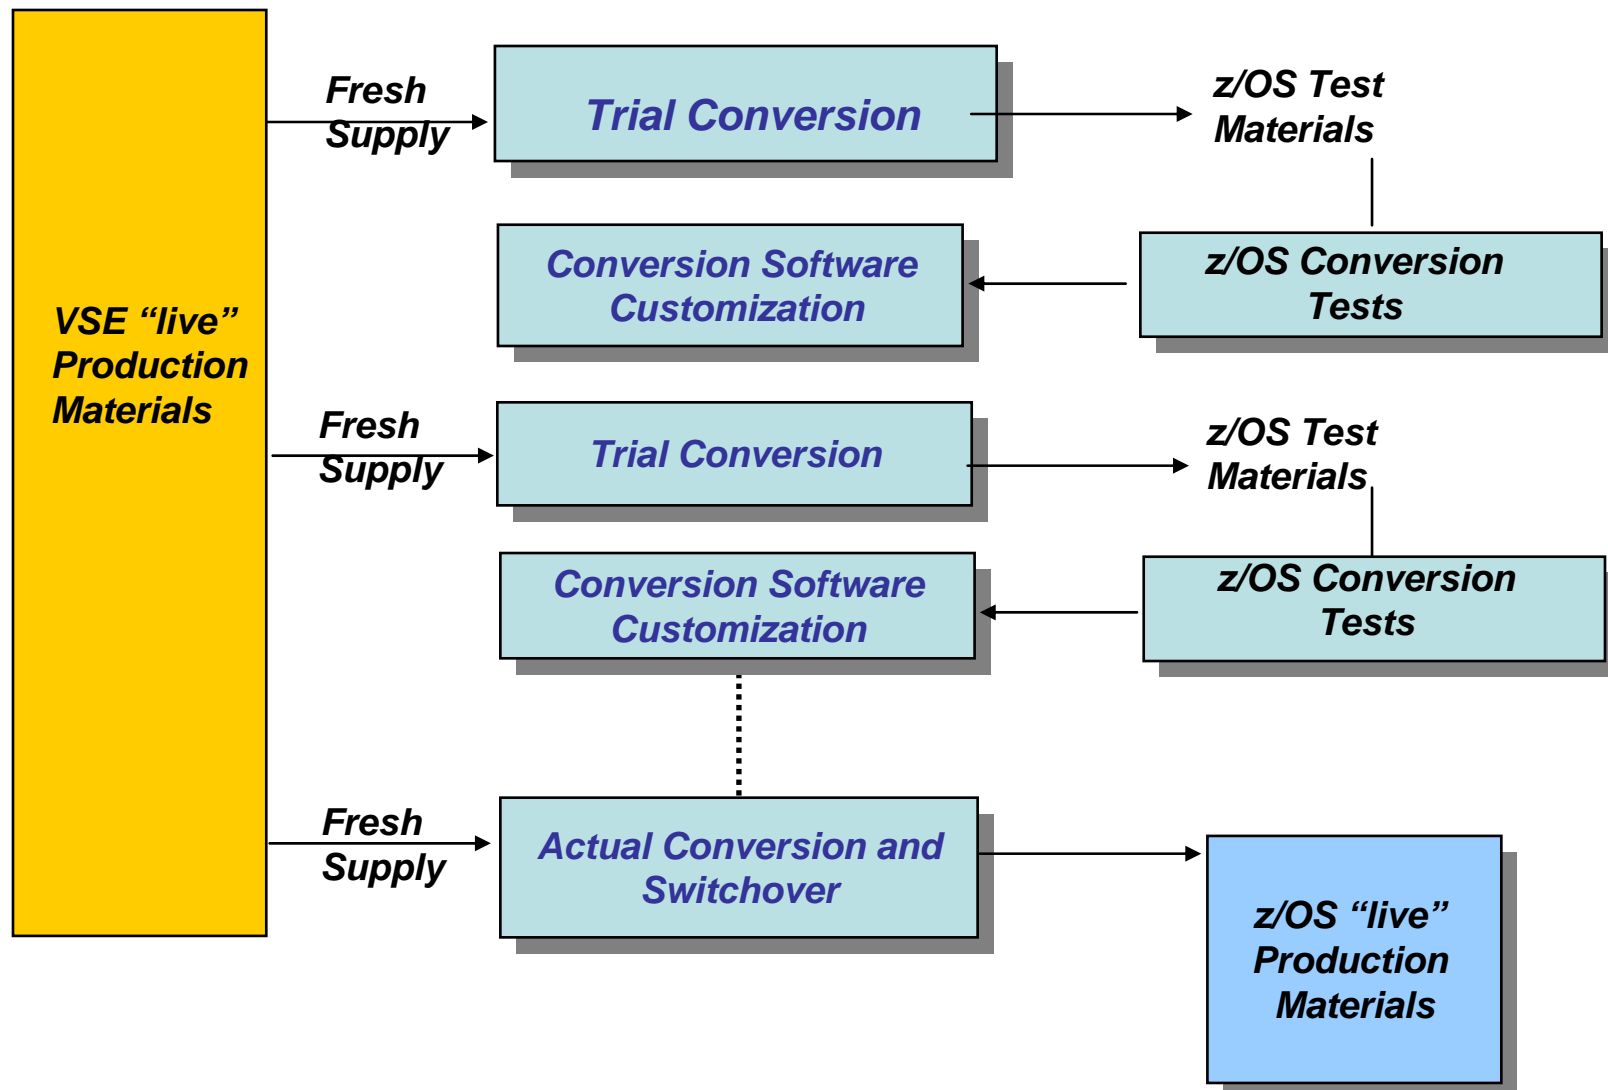 VSE “live”
Production
Materials
Fresh
Supply
Trial Conversion
z/OS Test
Materials
Conversion Software
Customization
z/OS Conversion
Tests
Fresh
Supply
Trial Conversion
z/OS Test
Materials
Conversion Software
Customization
z/OS Conversion
Tests
Fresh
Supply
Actual Conversion and
Switchover
z/OS “live”
Production
Materials